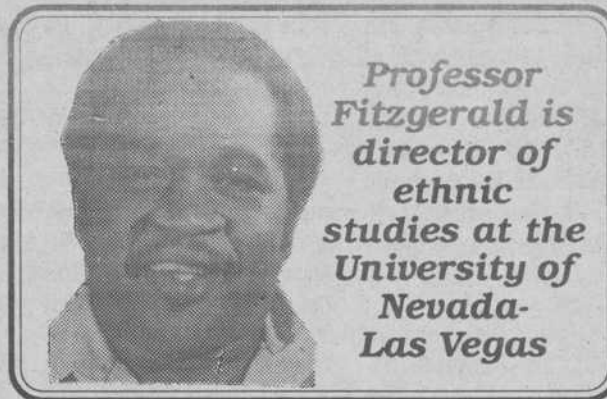 Professor
Fitzgerald is
director of
ethnic
studies at the
University of
Nevada-
Las Vegas